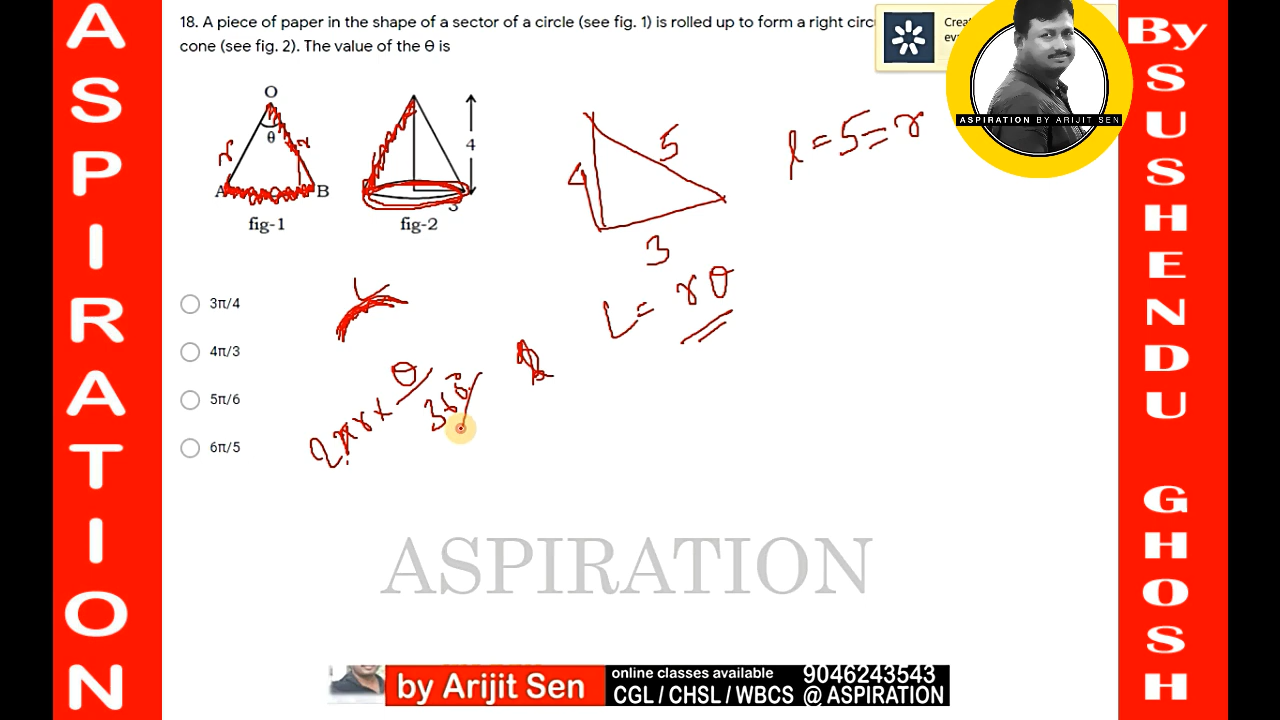 ASPIRATION
18. A piece of paper in the shape of a sector of a circle (see fig. 1) is rolled up to form a right circ
cone (see fig. 2). The value of the θ is
Crea
ev
ASPIRATION BY ARIJIT SEN
By SUSHENDU GHOSH
O
θ
r
r
A
B
fig-1
4
3
fig-2
4
5
3
l = 5 = r
L = rθ
L
3π/4
4π/3
5π/6
6π/5
2πr × θ/360°
ASPIRATION
by Arijit Sen
online classes available
CGL / CHSL / WBCS
9046243543
@ ASPIRATION